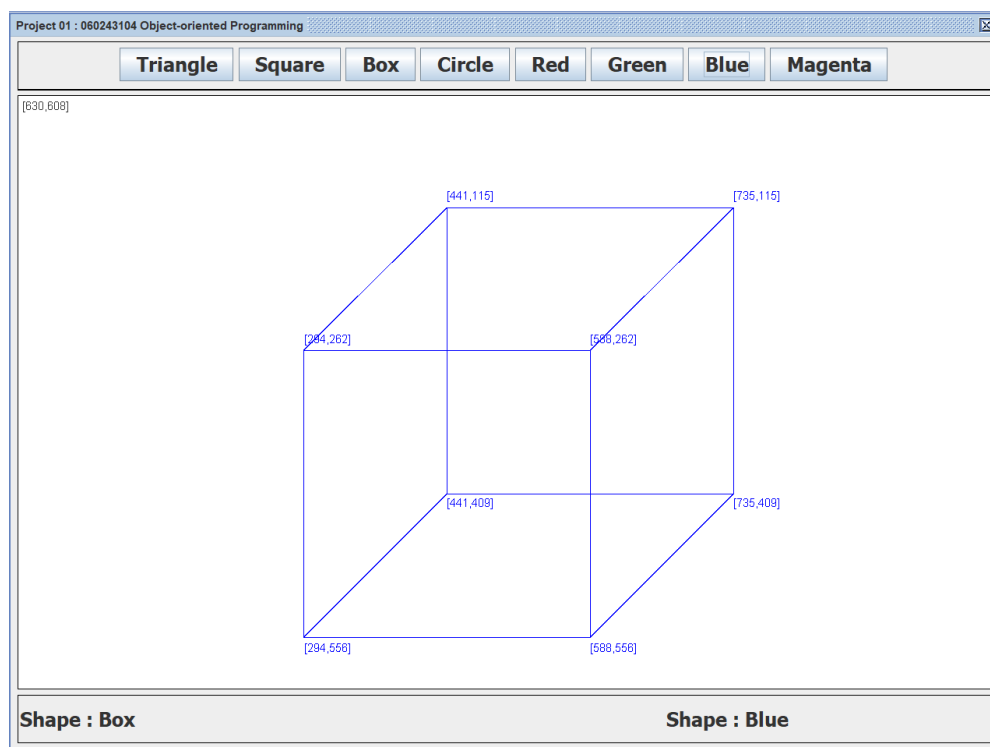 Project 01 : 060243104 Object-oriented Programming
Triangle Square Box Circle Red Green Blue Magenta
[630,608]
[441,115] [735,115]
[294,262] [588,262]
[441,409] [735,409]
[294,556] [588,556]
Shape : Box Shape : Blue